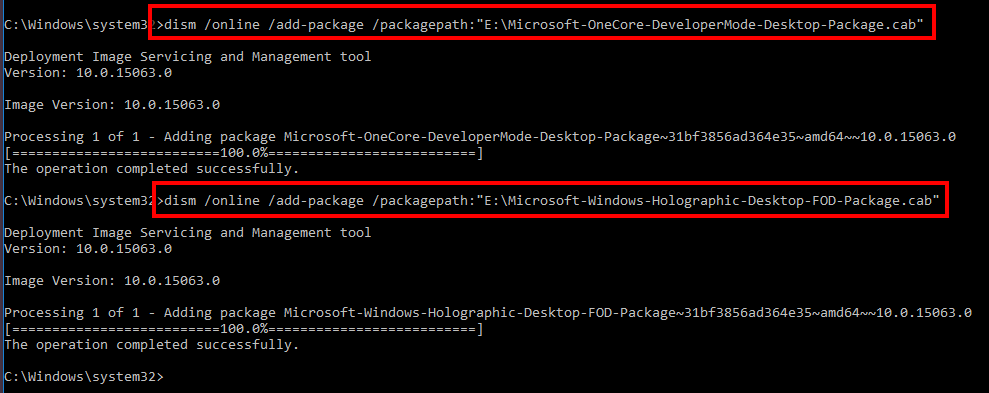 C:\Windows\system32>dism /online /add-package /packagepath:"E:\Microsoft-OneCore-DeveloperMode-Desktop-Package.cab"
Deployment Image Servicing and Management tool
Version: 10.0.15063.0
Image Version: 10.0.15063.0
Processing 1 of 1 - Adding package Microsoft-OneCore-DeveloperMode-Desktop-Package~31bf3856ad364e35~amd64~~10.0.15063.0
[==========================100.0%==========================]
The operation completed successfully.
C:\Windows\system32>dism /online /add-package /packagepath:"E:\Microsoft-Windows-Holographic-Desktop-FOD-Package.cab"
Deployment Image Servicing and Management tool
Version: 10.0.15063.0
Image Version: 10.0.15063.0
Processing 1 of 1 - Adding package Microsoft-Windows-Holographic-Desktop-FOD-Package~31bf3856ad364e35~amd64~~10.0.15063.0
[==========================100.0%==========================]
The operation completed successfully.
C:\Windows\system32>